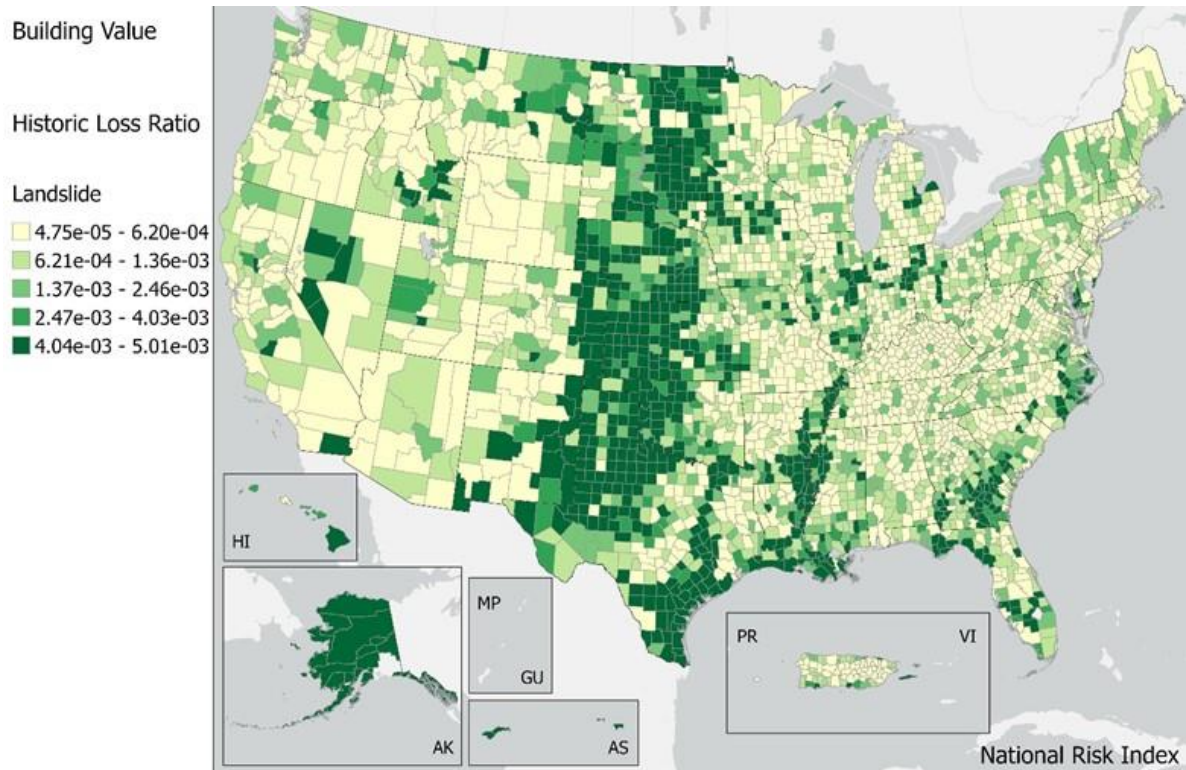 Building Value
Historic Loss Ratio
Landslide
4.75e-05 - 6.20e-04
6.21e-04 - 1.36e-03
1.37e-03 - 2.46e-03
2.47e-03 - 4.03e-03
4.04e-03 - 5.01e-03
HI
AK
MP
GU
AS
PR
VI
National Risk Index